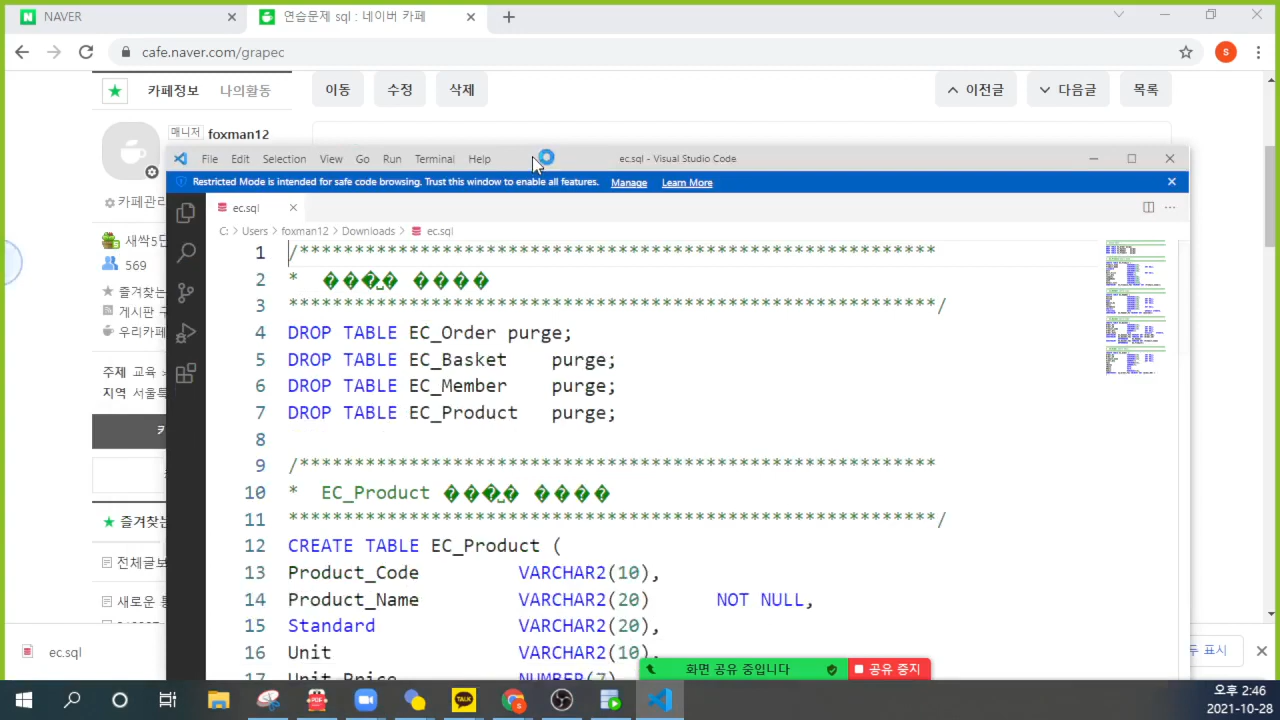 NAVER
연습문제 sql : 네이버 카페
cafe.naver.com/grapec
S
카페정보 나의활동
이동 수정 삭제
이전글 다음글 목록
매니저 foxman12
카페관리
새싹5단
569
즐겨찾는
게시판 구
우리카페
주제 교육 >
지역 서울특
즐겨찾는
전체글보
새로운
File Edit Selection View Go Run Terminal Help
ec.sql - Visual Studio Code
Restricted Mode is intended for safe code browsing. Trust this window to enable all features. Manage Learn More
ec.sql
C: > Users > foxman12 > Downloads > ec.sql
1 /**********************************************************
2 * ����̺� ����
3 ***********************************************************/
4 DROP TABLE EC_Order purge;
5 DROP TABLE EC_Basket purge;
6 DROP TABLE EC_Member purge;
7 DROP TABLE EC_Product purge;
8
9 /**********************************************************
10 * EC_Product ���̺� ����
11 ***********************************************************/
12 CREATE TABLE EC_Product (
13 Product_Code VARCHAR2(10),
14 Product_Name VARCHAR2(20) NOT NULL,
15 Standard VARCHAR2(20),
16 Unit VARCHAR2(10),
17 Unit_Price NUMBER(7)
화면 공유 중입니다 공유 중지
ec.sql
두 표시
TALK
PDF
오후 2:46
2021-10-28